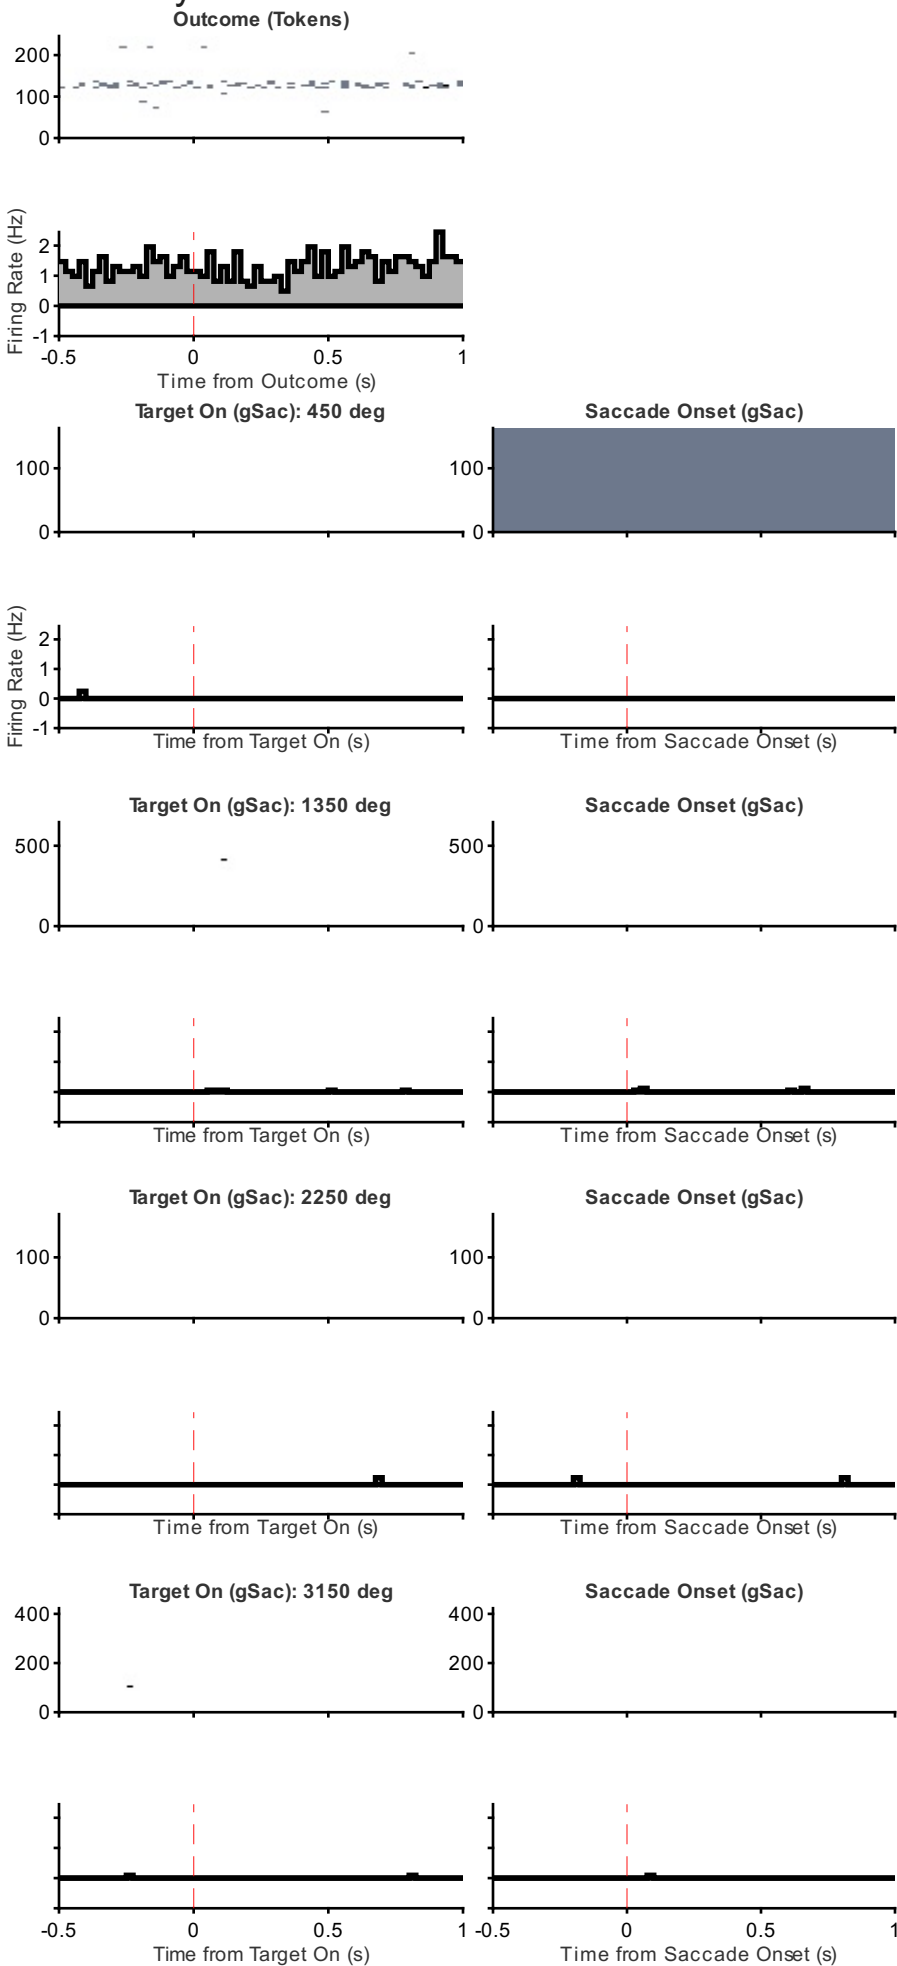 Outcome (Tokens)
200
100
0
Firing Rate (Hz)
2
1
0
-1
-0.5 0 0.5 1
Time from Outcome (s)
Target On (gSac): 450 deg Saccade Onset (gSac)
100 100
0 0
Firing Rate (Hz)
2
1
0
-1
Time from Target On (s) Time from Saccade Onset (s)
Target On (gSac): 1350 deg Saccade Onset (gSac)
500 500
0 0
Time from Target On (s) Time from Saccade Onset (s)
Target On (gSac): 2250 deg Saccade Onset (gSac)
100 100
0 0
Time from Target On (s) Time from Saccade Onset (s)
Target On (gSac): 3150 deg Saccade Onset (gSac)
400 400
200 200
0 0
-0.5 0 0.5 1 -0.5 0 0.5 1
Time from Target On (s) Time from Saccade Onset (s)